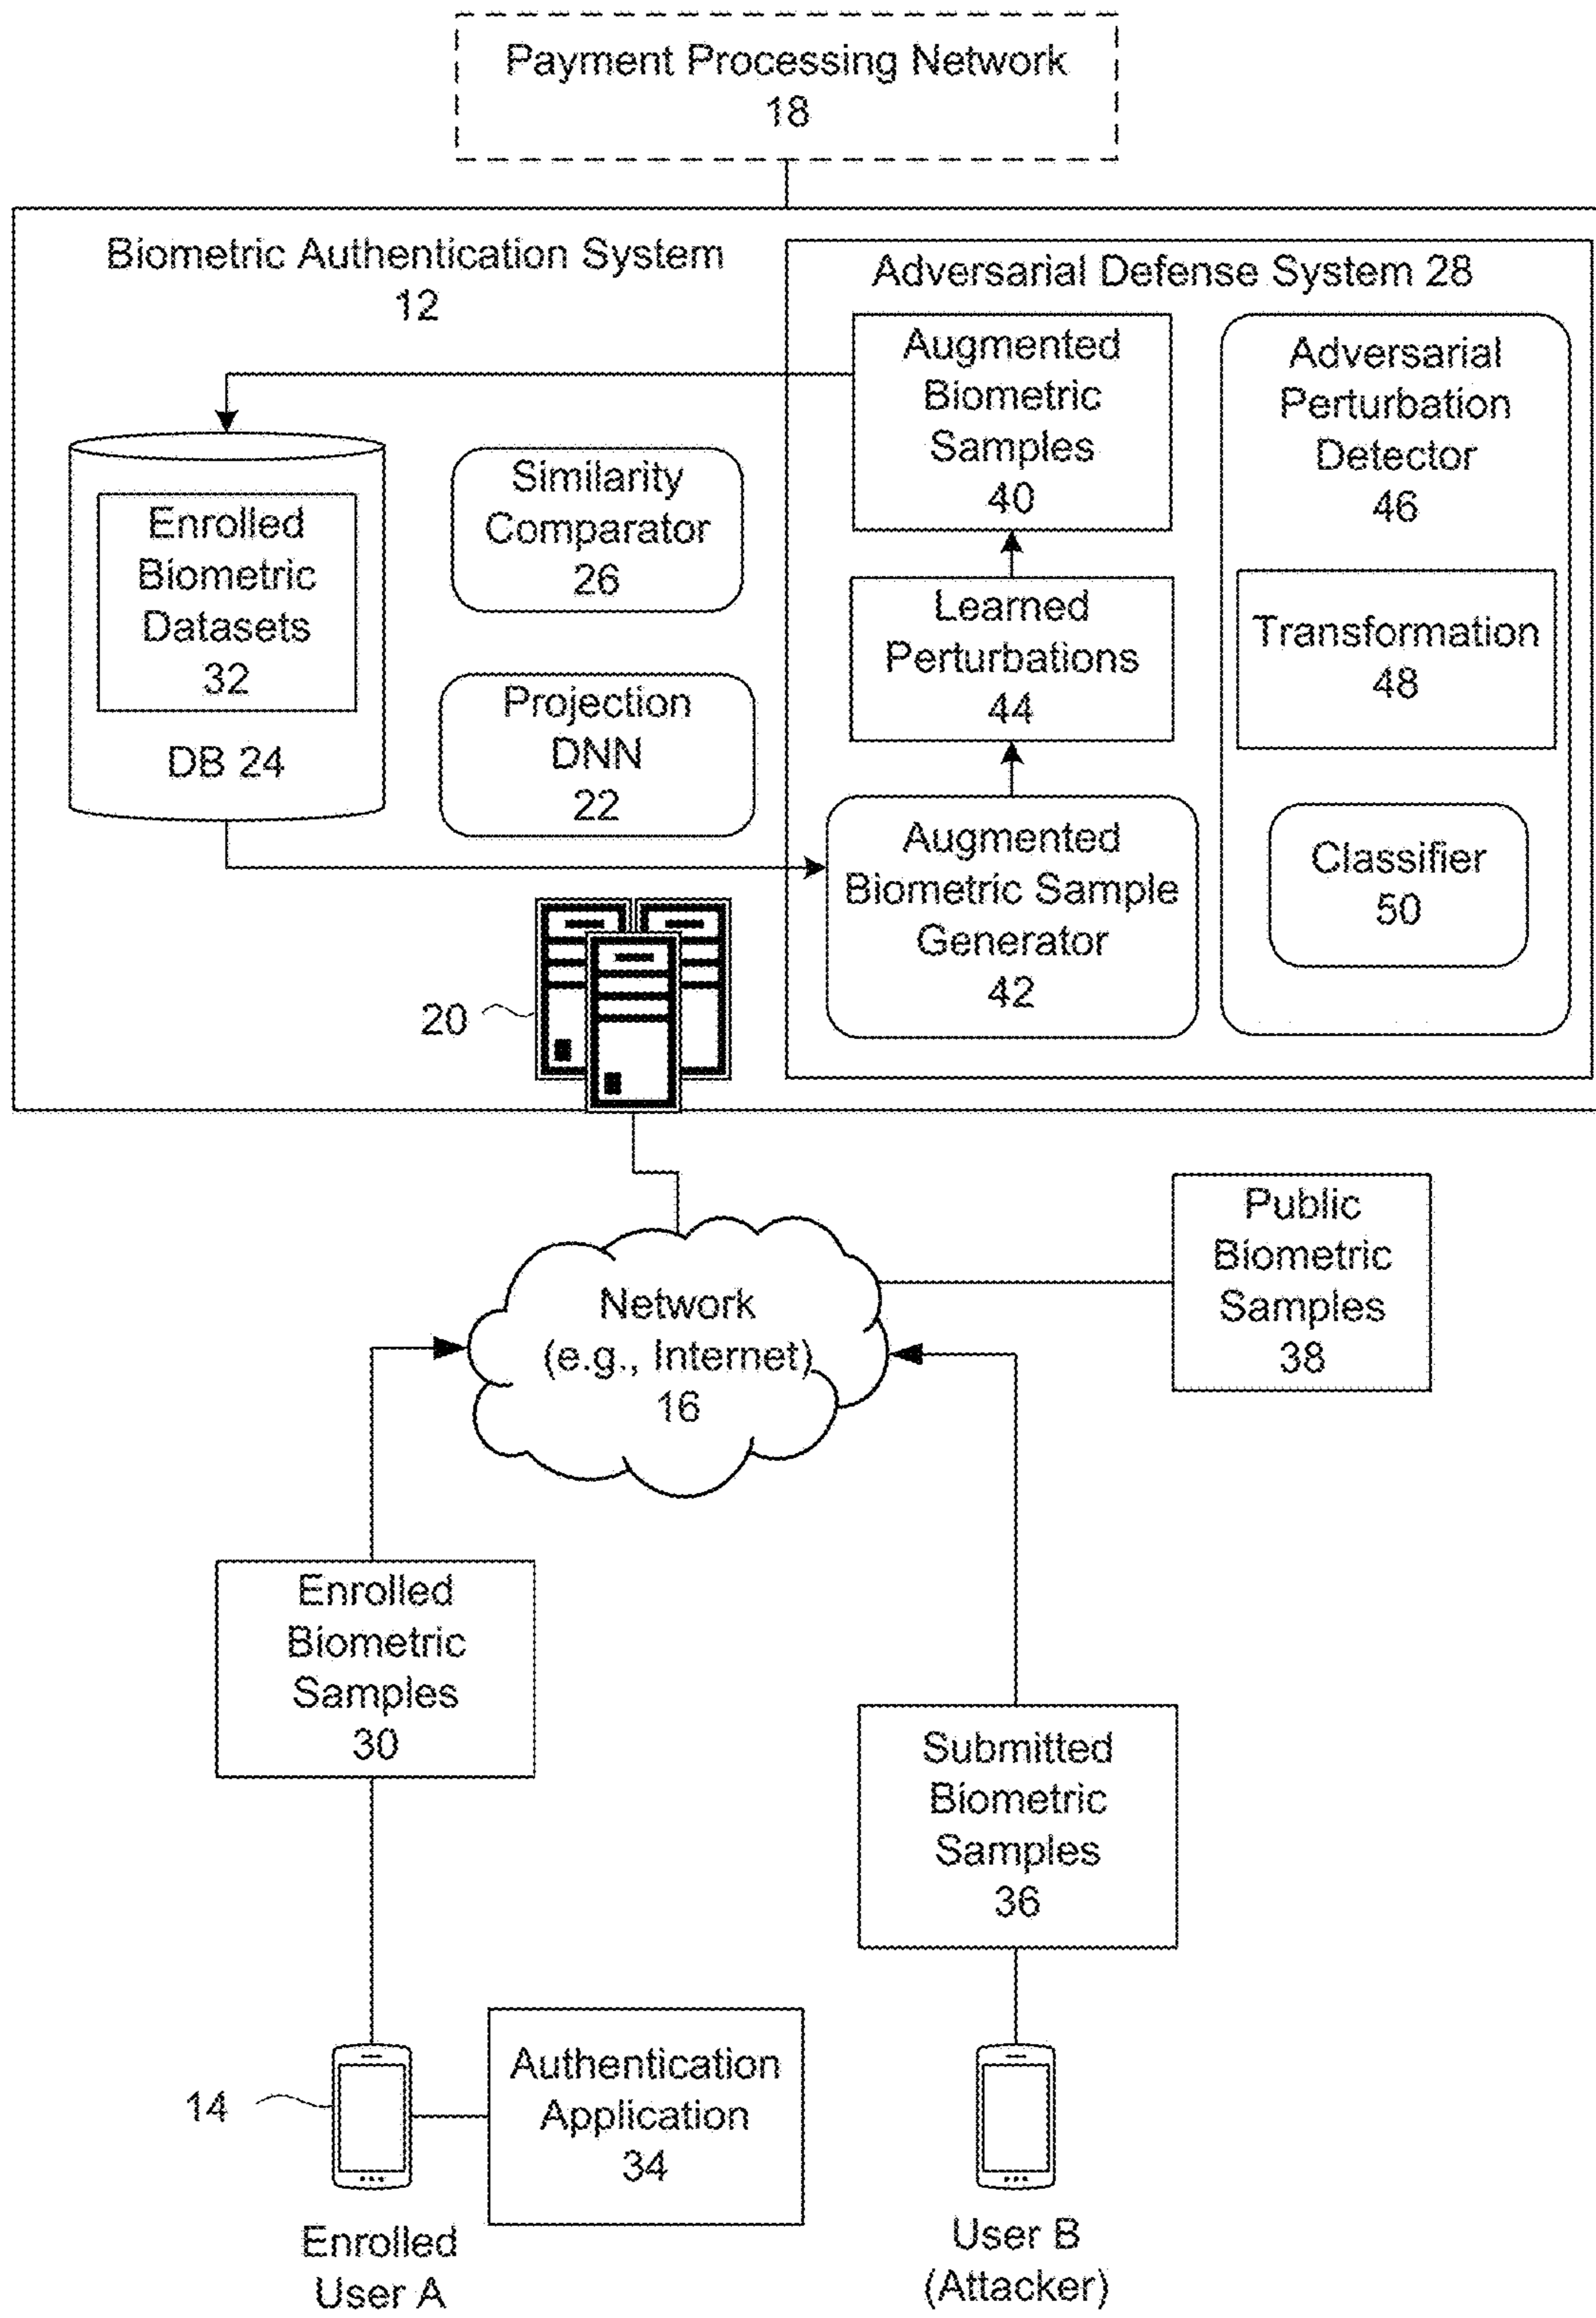 Payment Processing Network
18
Biometric Authentication System
12
Adversarial Defense System 28
Augmented
Biometric
Samples
40
Adversarial
Perturbation
Detector
46
Similarity
Comparator
26
Enrolled
Biometric
Datasets
32
DB 24
Learned
Perturbations
44
Transformation
48
Projection
DNN
22
Augmented
Biometric Sample
Generator
42
Classifier
50
20
Public
Biometric
Samples
38
Network
(e.g., Internet)
16
Enrolled
Biometric
Samples
30
Submitted
Biometric
Samples
36
14
Authentication
Application
34
Enrolled
User A
User B
(Attacker)